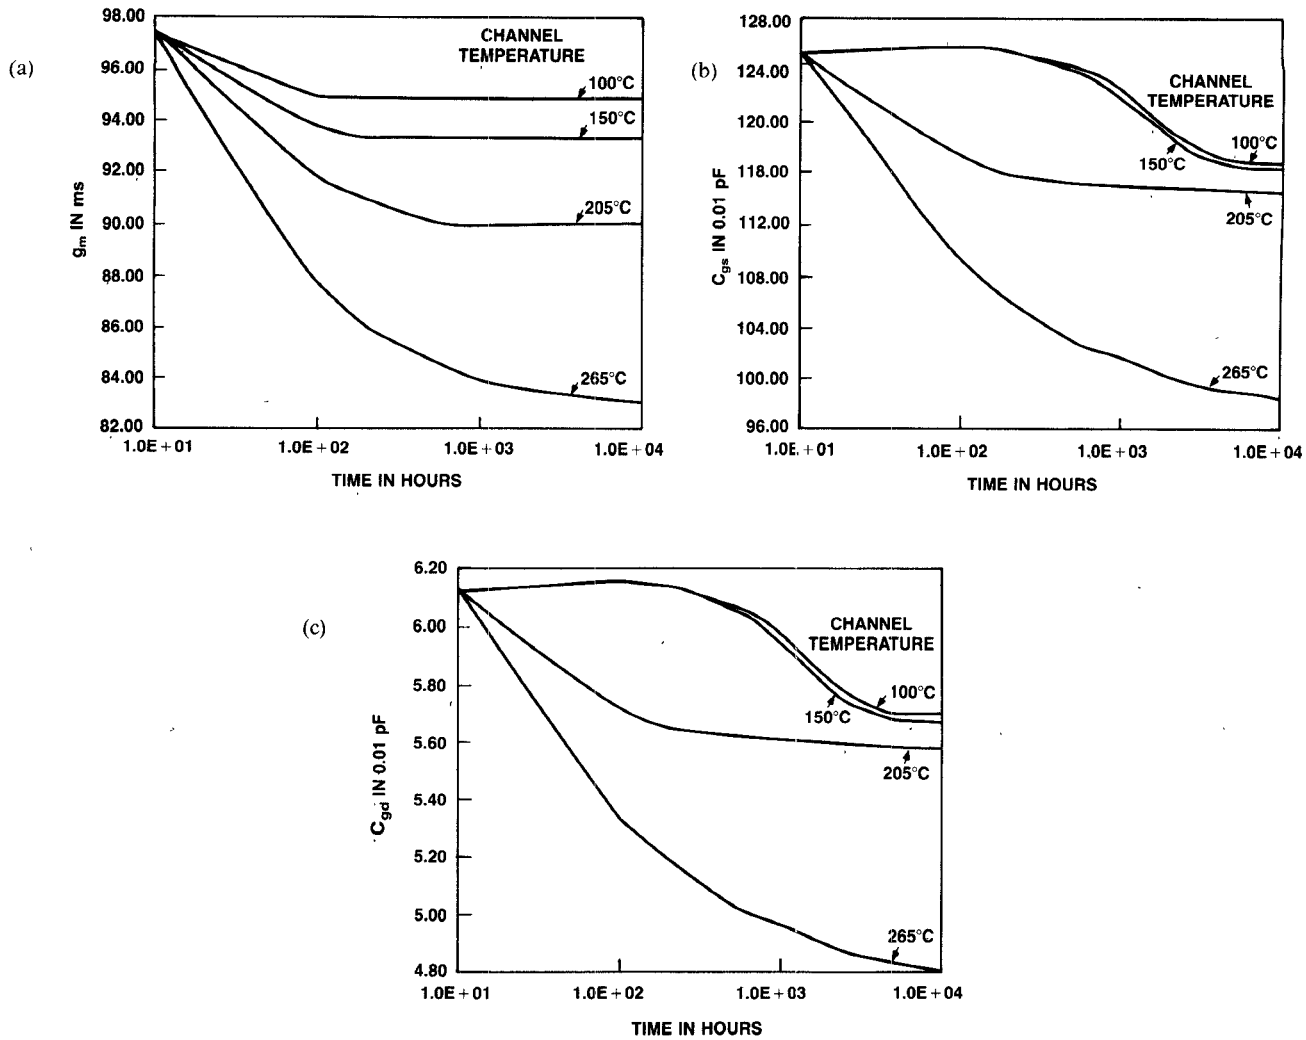 (a)
98.00
96.00
94.00
92.00
90.00
88.00
86.00
84.00
82.00
g_m IN ms
CHANNEL
TEMPERATURE
100°C
150°C
205°C
265°C
1.0E + 01
1.0E + 02
1.0E + 03
1.0E + 04
TIME IN HOURS
(b)
128.00
124.00
120.00
118.00
112.00
108.00
104.00
100.00
96.00
C_gs IN 0.01 pF
CHANNEL
TEMPERATURE
100°C
150°C
205°C
265°C
1.0E + 01
1.0E + 02
1.0E + 03
1.0E + 04
TIME IN HOURS
(c)
6.20
6.00
5.80
5.60
5.40
5.20
5.00
4.80
C_gd IN 0.01 pF
CHANNEL
TEMPERATURE
100°C
150°C
205°C
265°C
1.0E + 01
1.0E + 02
1.0E + 03
1.0E + 04
TIME IN HOURS